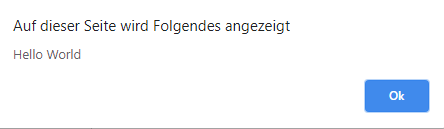 Auf dieser Seite wird Folgendes angezeigt
Hello World
Ok